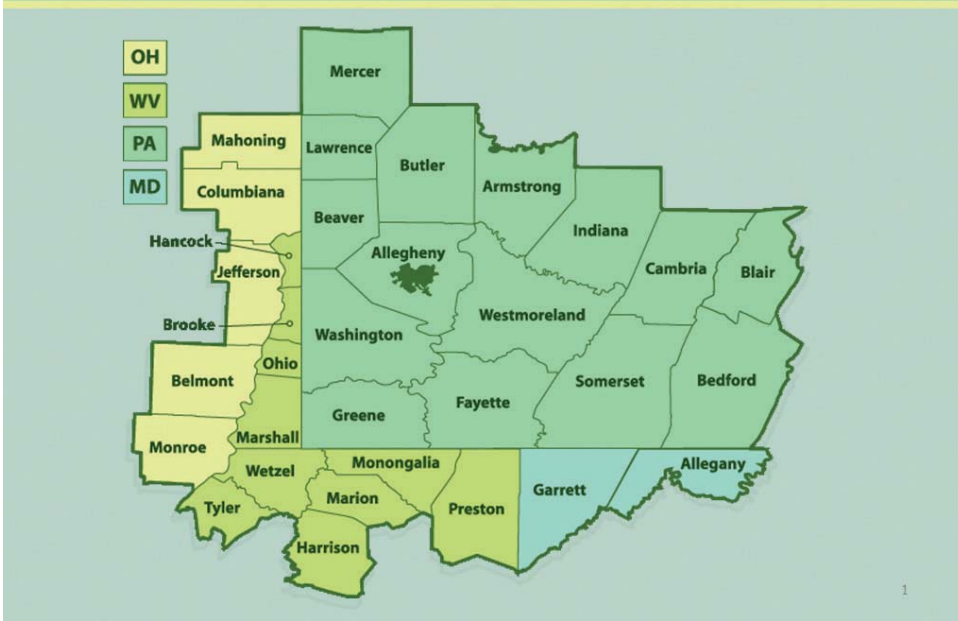 OH
WV
PA
MD
Mercer
Mahoning
Lawrence
Butler
Columbiana
Armstrong
Beaver
Indiana
Hancock
Allegheny
Jefferson
Cambria
Blair
Brooke
Washington
Westmoreland
Ohio
Belmont
Somerset
Bedford
Fayette
Greene
Marshall
Monroe
Monongalia
Allegany
Wetzel
Garrett
Marion
Tyler
Preston
Harrison
1